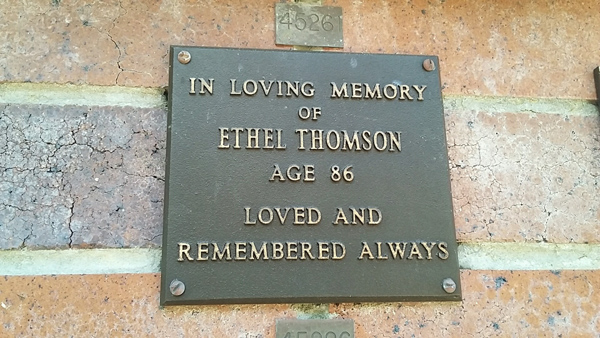 4526
IN LOVING MEMORY
OF
ETHEL THOMSON
AGE 86
LOVED AND
REMEMBERED ALWAYS